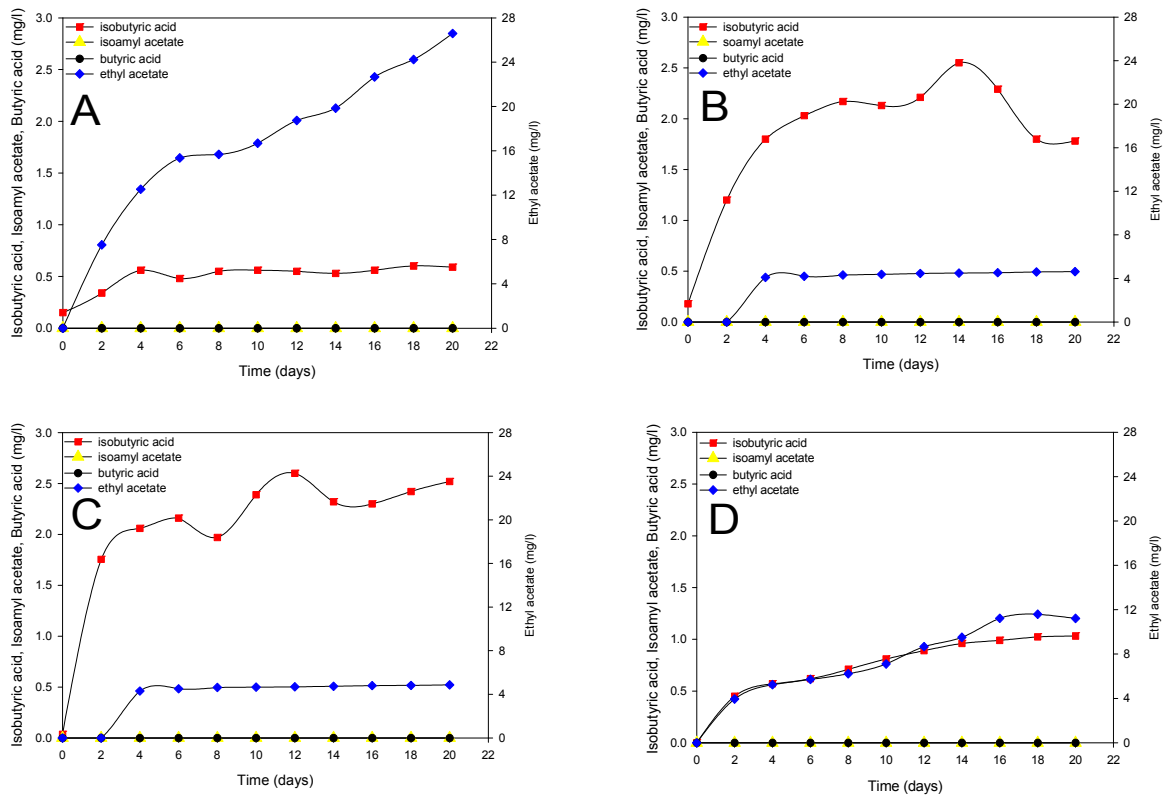 isobutyric acid
isoamyl acetate
butyric acid
ethyl acetate
A
Isobutyric acid, Isoamyl acetate, Butyric acid (mg/l)
3.0
2.5
2.0
1.5
1.0
0.5
0.0
28
24
20
16
12
8
4
0
Ethyl acetate (mg/l)
0 2 4 6 8 10 12 14 16 18 20 22
Time (days)
isobutyric acid
soamyl acetate
butyric acid
ethyl acetate
B
Isobutyric acid, Isoamyl acetate, Butyric acid (mg/l)
3.0
2.5
2.0
1.5
1.0
0.5
0.0
28
24
20
16
12
8
4
0
Ethyl acetate (mg/l)
0 2 4 6 8 10 12 14 16 18 20 22
Time (days)
isobutyric acid
isoamyl acetate
butyric acid
ethyl acetate
C
Isobutyric acid, Isoamyl acetate, Butyric acid (mg/l)
3.0
2.5
2.0
1.5
1.0
0.5
0.0
28
24
20
16
12
8
4
0
Ethyl acetate (mg/l)
0 2 4 6 8 10 12 14 16 18 20 22
Time (days)
isobutyric acid
isoamyl acetate
butyric acid
ethyl acetate
D
Isobutyric acid, Isoamyl acetate, Butyric acid (mg/l)
3.0
2.5
2.0
1.5
1.0
0.5
0.0
28
24
20
16
12
8
4
0
Ethyl acetate (mg/l)
0 2 4 6 8 10 12 14 16 18 20 22
Time (days)